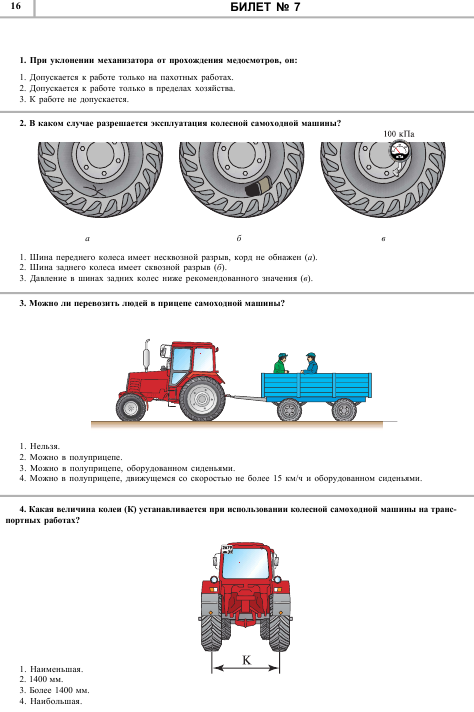 16
БИЛЕТ № 7
1. При уклонении механизатора от прохождения медосмотров, он:
1. Допускается к работе только на пахотных работах.
2. Допускается к работе только в пределах хозяйства.
3. К работе не допускается.
2. В каком случае разрешается эксплуатация колесной самоходной машины?
100 кПа
кПа
а б в
1. Шина переднего колеса имеет несквозной разрыв, корд не обнажен (а).
2. Шина заднего колеса имеет сквозной разрыв (б).
3. Давление в шинах задних колес ниже рекомендованного значения (в).
3. Можно ли перевозить людей в прицепе самоходной машины?
1. Нельзя.
2. Можно в полуприцепе.
3. Можно в полуприцепе, оборудованном сиденьями.
4. Можно в полуприцепе, движущемся со скоростью не более 15 км/ч и оборудованном сиденьями.
4. Какая величина колеи (К) устанавливается при использовании колесной самоходной машины на транс-
портных работах?
К
1. Наименьшая.
2. 1400 мм.
3. Более 1400 мм.
4. Наибольшая.